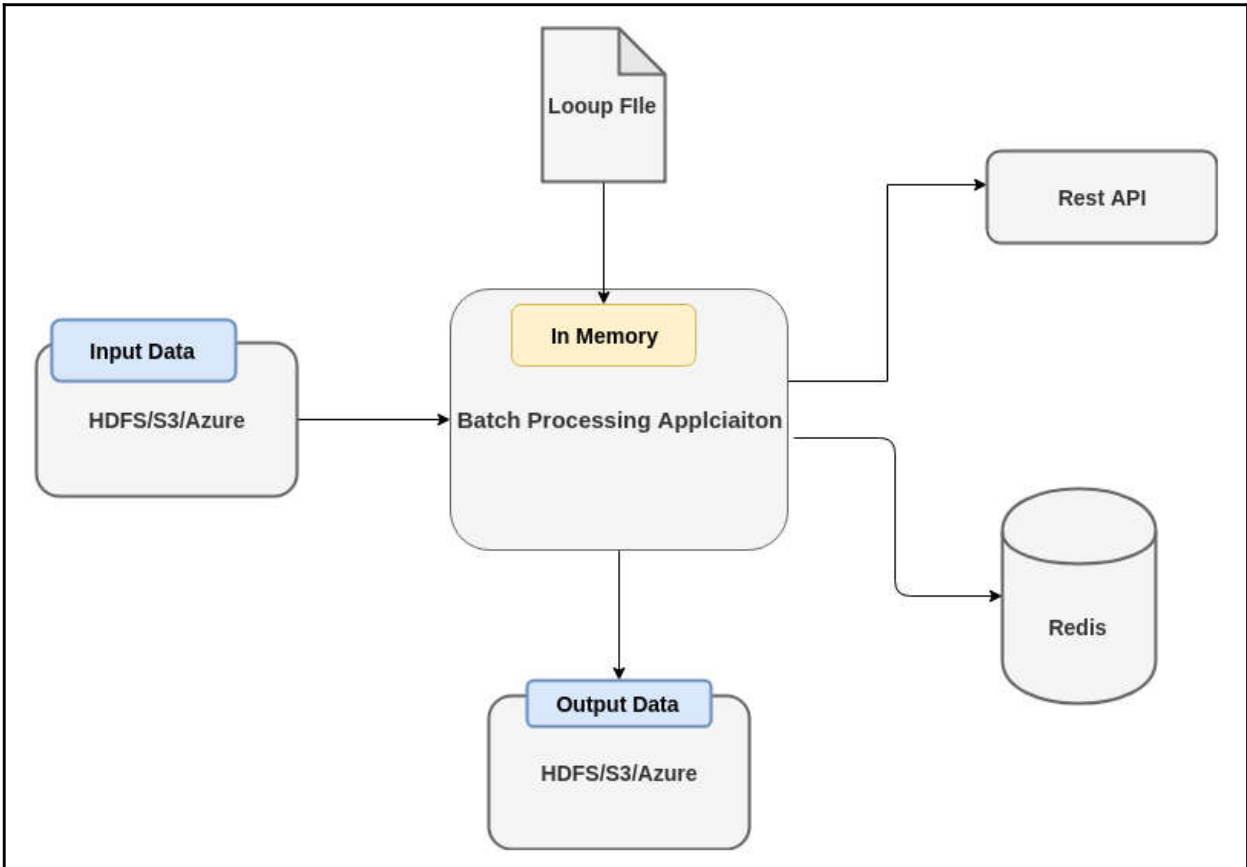 Looup FIle
Rest API
In Memory
Input Data
HDFS/S3/Azure
Batch Processing Applciaiton
Redis
Output Data
HDFS/S3/Azure